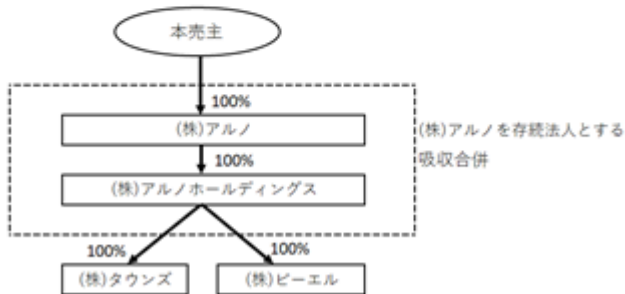 本売主
100%
(株)アルノ
(株)アルノを存続法人とする
吸収合併
100%
(株)アルノホールディングス
100%
100%
(株)タウンズ
(株)ビーエル